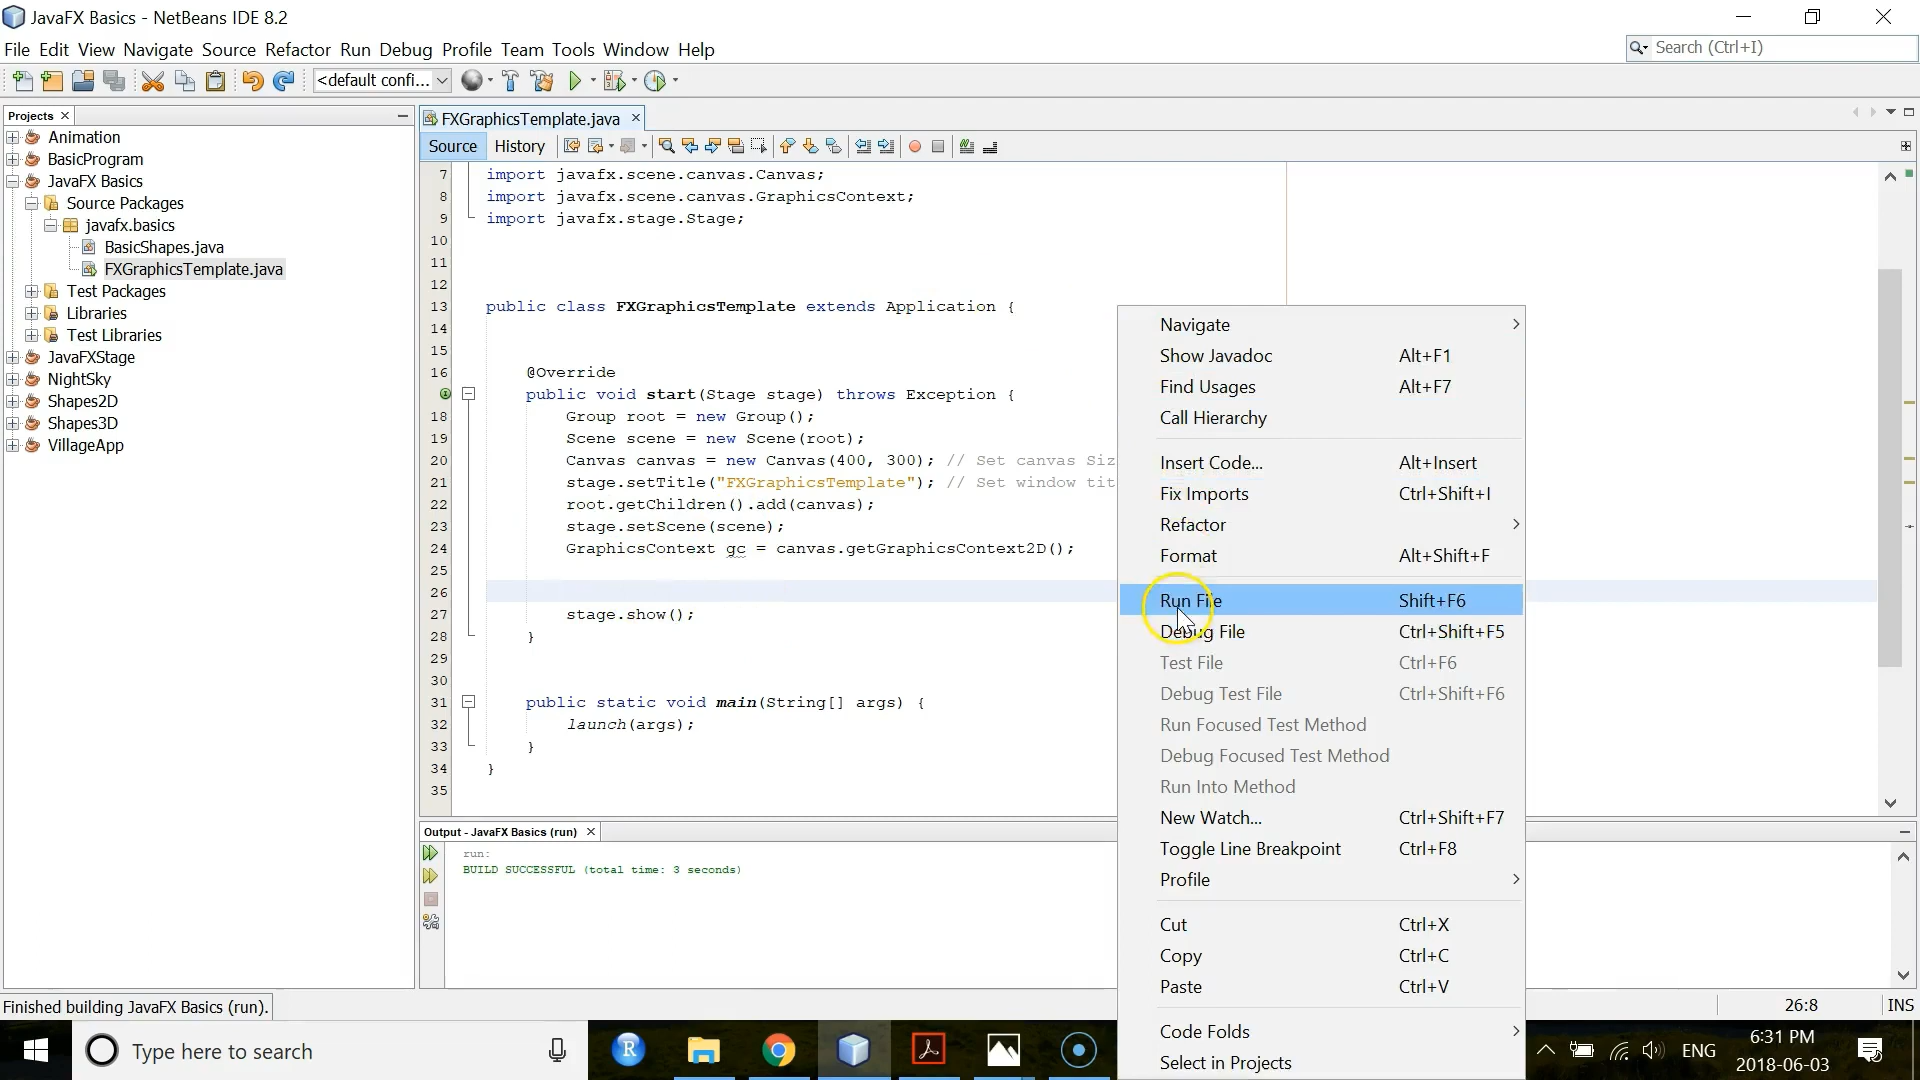 JavaFX Basics - NetBeans IDE 8.2
File Edit View Navigate Source Refactor Run Debug Profile Team Tools Window Help
Search (Ctrl+I)
<default confi...
Projects
Animation
BasicProgram
JavaFX Basics
Source Packages
javafx.basics
BasicShapes.java
FXGraphicsTemplate.java
Test Packages
Libraries
Test Libraries
JavaFXStage
NightSky
Shapes2D
Shapes3D
VillageApp
FXGraphicsTemplate.java
Source History
7 import javafx.scene.canvas.Canvas;
8 import javafx.scene.canvas.GraphicsContext;
9 import javafx.stage.Stage;
10
11
12
13 public class FXGraphicsTemplate extends Application {
14
15
16 @Override
public void start(Stage stage) throws Exception {
18 Group root = new Group();
19 Scene scene = new Scene(root);
20 Canvas canvas = new Canvas(400, 300); // Set canvas Siz
21 stage.setTitle("FXGraphicsTemplate"); // Set window tit
22 root.getChildren().add(canvas);
23 stage.setScene(scene);
24 GraphicsContext gc = canvas.getGraphicsContext2D();
25
26
27 stage.show();
28 }
29
30
31 public static void main(String[] args) {
32 launch(args);
33 }
34 }
35
Navigate
Show Javadoc Alt+F1
Find Usages Alt+F7
Call Hierarchy
Insert Code... Alt+Insert
Fix Imports Ctrl+Shift+I
Refactor
Format Alt+Shift+F
Run File Shift+F6
Debug File Ctrl+Shift+F5
Test File Ctrl+F6
Debug Test File Ctrl+Shift+F6
Run Focused Test Method
Debug Focused Test Method
Run Into Method
New Watch... Ctrl+Shift+F7
Toggle Line Breakpoint Ctrl+F8
Profile
Cut Ctrl+X
Copy Ctrl+C
Paste Ctrl+V
Code Folds
Select in Projects
Output - JavaFX Basics (run)
run:
BUILD SUCCESSFUL (total time: 3 seconds)
Finished building JavaFX Basics (run).
26:8 INS
Type here to search
R
ENG
6:31 PM
2018-06-03